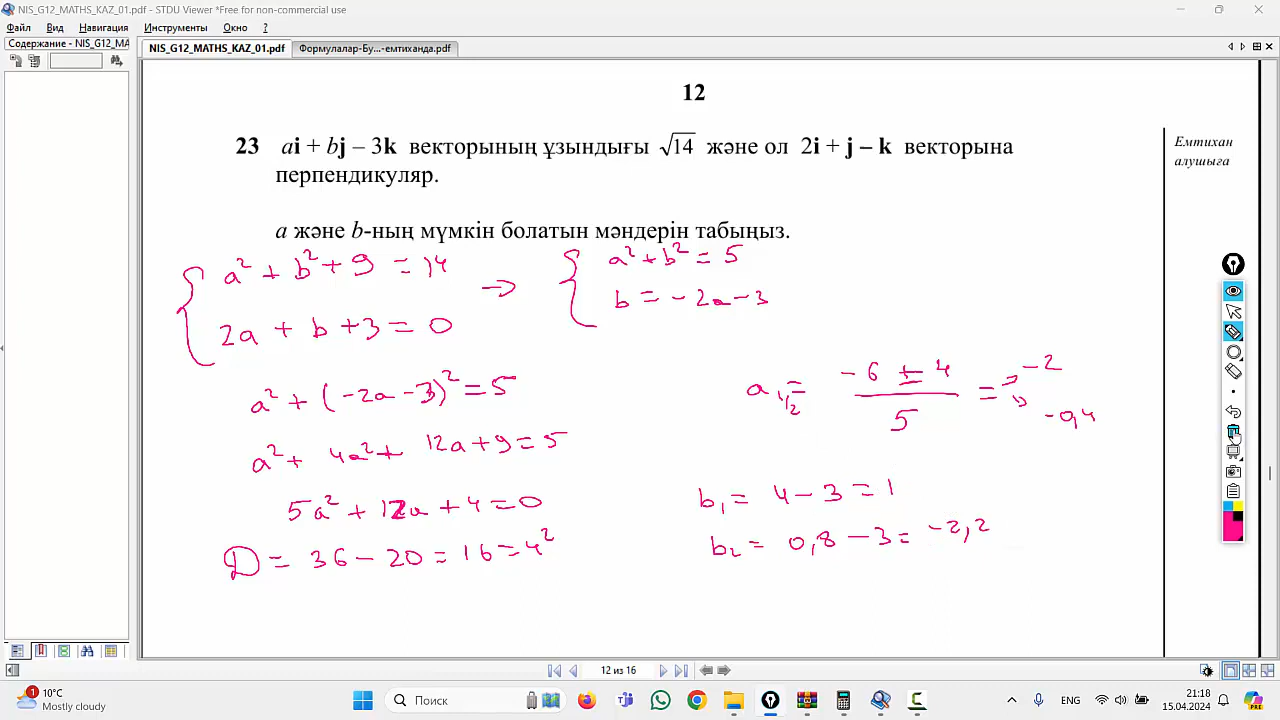 NIS_G12_MATHS_KAZ_01.pdf - STDU Viewer *Free for non-commercial use
Файл Вид Навигация Инструменты Окно ?
Содержание - NIS_G12_MA
NIS_G12_MATHS_KAZ_01.pdf Формулалар-Бу...-емтиханда.pdf
12
23 ai + bj – 3k векторының ұзындығы √14 және ол 2i + j – k векторына
перпендикуляр.
Емтихан
алушыға
a және b-ның мүмкін болатын мәндерін табыңыз.
a² + b² + 9 = 14 → a² + b² = 5
2a + b + 3 = 0 b = -2a - 3
a² + (-2a - 3)² = 5
a² + 4a² + 12a + 9 = 5
5a² + 12a + 4 = 0
D = 36 - 20 = 16 = 4²
a₁,₂ = (-6 ± 4)/5 = -2
-0,4
b₁ = 4 - 3 = 1
b₂ = 0,8 - 3 = -2,2
12 из 16
1
10°C
Mostly cloudy
Поиск
ENG
21:18
15.04.2024
PRE